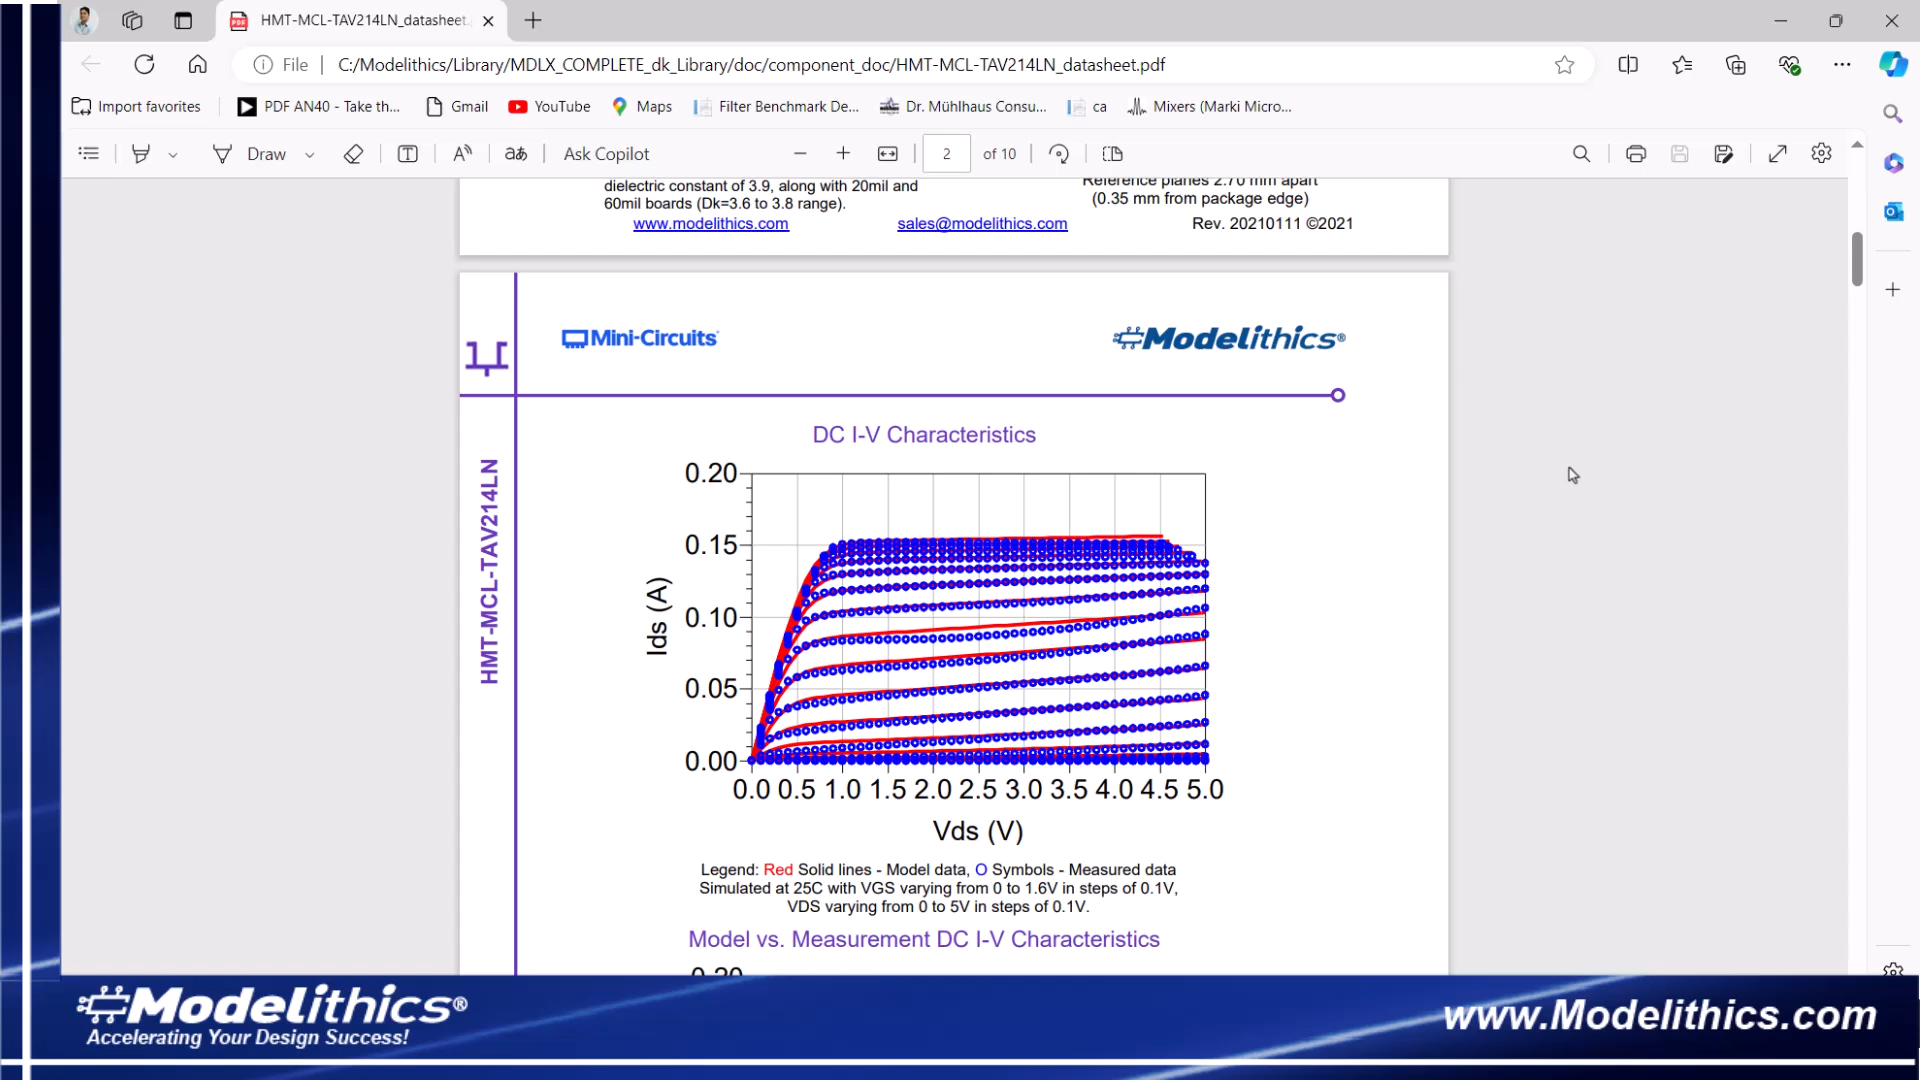 HMT-MCL-TAV214LN_datasheet.
File
C:/Modelithics/Library/MDLX_COMPLETE_dk_Library/doc/component_doc/HMT-MCL-TAV214LN_datasheet.pdf
Import favorites
PDF AN40 - Take th...
Gmail
YouTube
Maps
Filter Benchmark De...
Dr. Mühlhaus Consu...
ca
Mixers (Marki Micro...
Draw
Ask Copilot
2
of 10
dielectric constant of 3.9, along with 20mil and
60mil boards (Dk=3.6 to 3.8 range).
Reference planes 2.70 mm apart
(0.35 mm from package edge)
www.modelithics.com
sales@modelithics.com
Rev. 20210111 ©2021
Mini-Circuits
Modelithics®
HMT-MCL-TAV214LN
DC I-V Characteristics
0.20
0.15
0.10
0.05
0.00
Ids (A)
0.0 0.5 1.0 1.5 2.0 2.5 3.0 3.5 4.0 4.5 5.0
Vds (V)
Legend: Red Solid lines - Model data, O Symbols - Measured data
Simulated at 25C with VGS varying from 0 to 1.6V in steps of 0.1V,
VDS varying from 0 to 5V in steps of 0.1V.
Model vs. Measurement DC I-V Characteristics
0.20
Modelithics®
Accelerating Your Design Success!
www.Modelithics.com